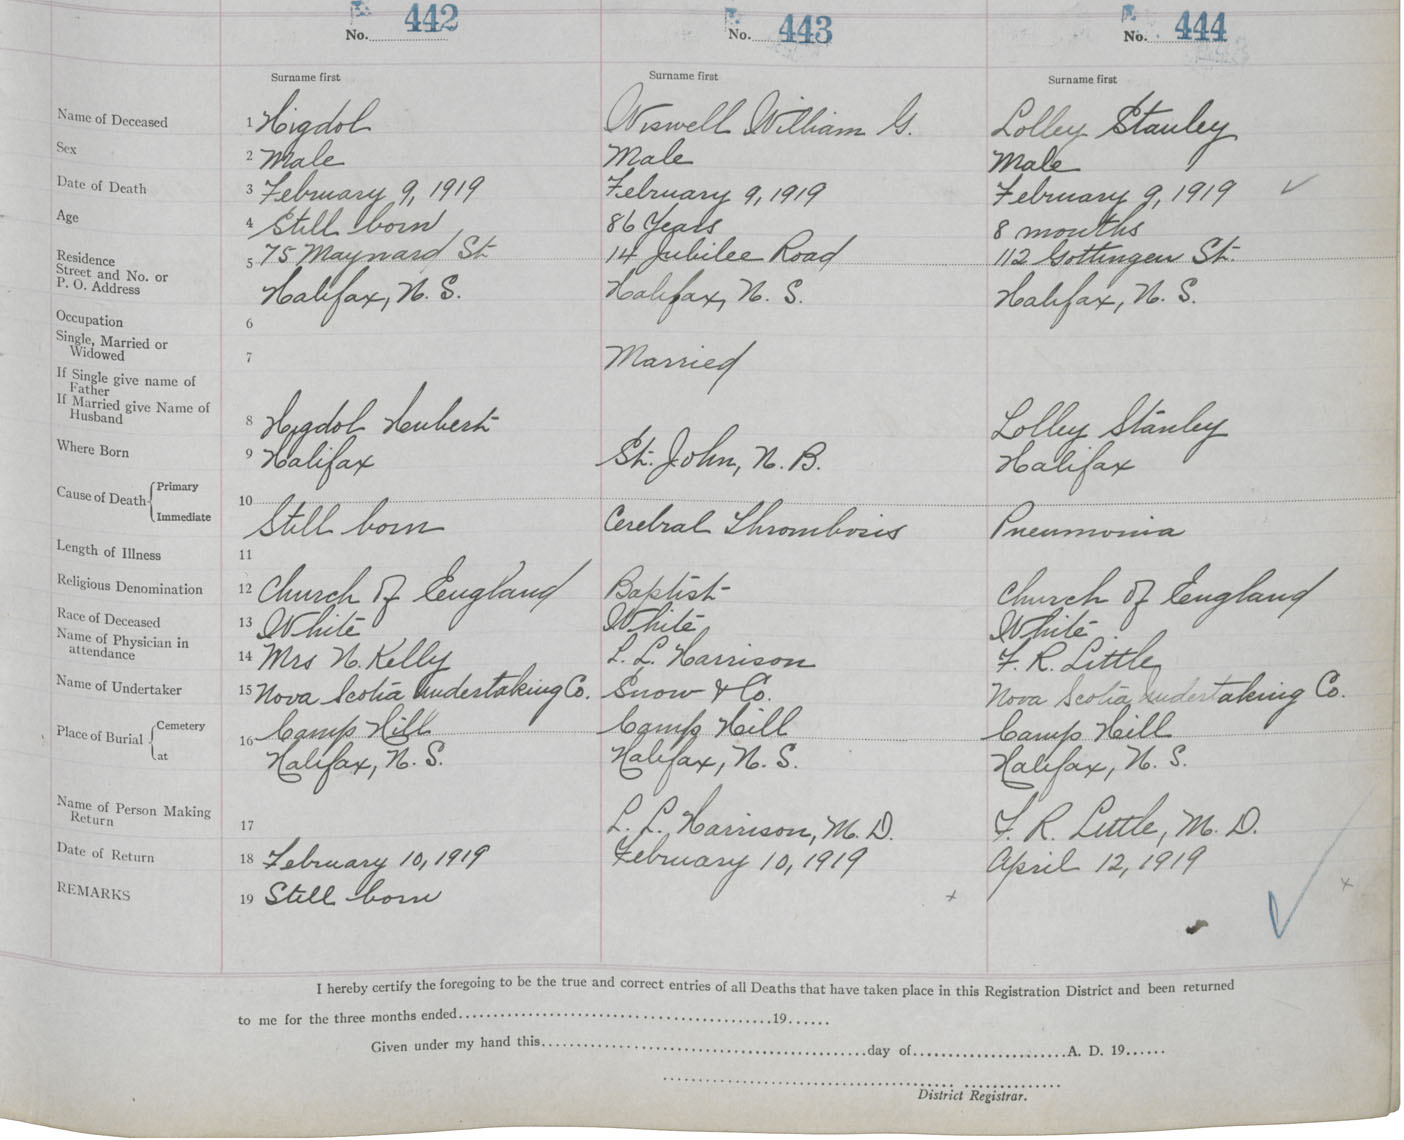 No. 442
No. 443
No. 444
Surname first
Surname first
Surname first
Name of Deceased 1 Higdol
Wiswell William G.
Lolley Stanley
Sex 2 Male
Male
Male
Date of Death 3 February 9, 1919
February 9, 1919
February 9, 1919
Age 4 Still born
86 Years
8 months
Residence
Street and No. or
P. O. Address
5 75 Maynard St
Halifax, N. S.
14 Jubilee Road
Halifax, N. S.
112 Gottingen St.
Halifax, N. S.
Occupation 6
Single, Married or
Widowed
7
Married
If Single give name of
Father
If Married give Name of
Husband
8 Higdol Hubert
Lolley Stanley
Where Born 9 Halifax
St. John, N. B.
Halifax
Cause of Death Primary
Immediate
10
Still born
Cerebral Thrombosis
Pneumonia
Length of Illness 11
Religious Denomination 12 Church of England
Baptist
Church of England
Race of Deceased 13 White
White
White
Name of Physician in
attendance
14 Mrs N. Kelly
L. L. Harrison
F. R. Little
Name of Undertaker 15 Nova Scotia Undertaking Co.
Snow & Co.
Nova Scotia Undertaking Co.
Place of Burial Cemetery
at
16 Camp Hill
Halifax, N. S.
Camp Hill
Halifax, N. S.
Camp Hill
Halifax, N. S.
Name of Person Making
Return
17
L. L. Harrison, M. D.
F. R. Little, M. D.
Date of Return 18 February 10, 1919
February 10, 1919
April 12, 1919
REMARKS 19 Still born
I hereby certify the foregoing to be the true and correct entries of all Deaths that have taken place in this Registration District and been returned
to me for the three months ended 19
Given under my hand this day of A. D. 19
District Registrar.